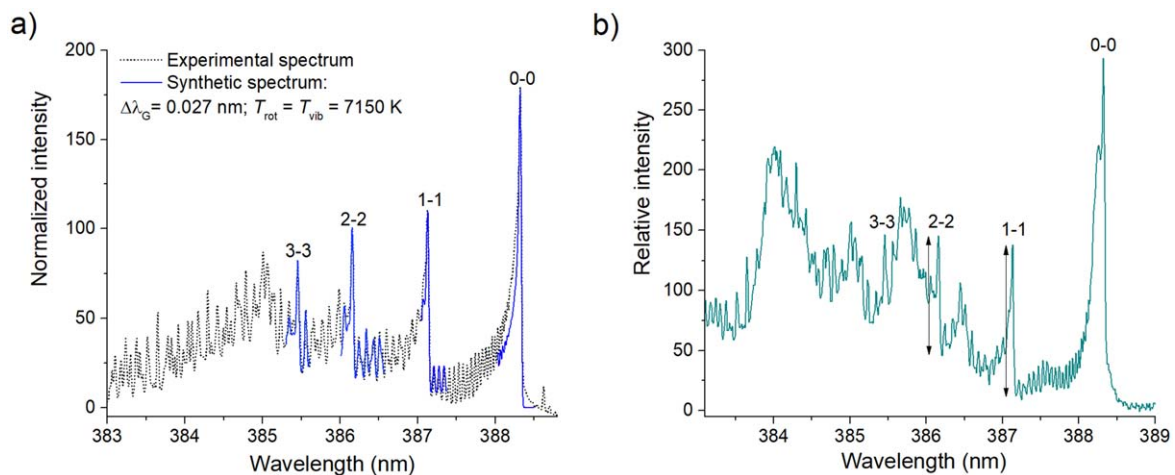 a)
Normalized intensity
200
150
100
50
0
Experimental spectrum
Synthetic spectrum:
Δλ_G= 0.027 nm; T_rot = T_vib = 7150 K
0-0
1-1
2-2
3-3
383 384 385 386 387 388
Wavelength (nm)
b)
Relative intensity
300
250
200
150
100
50
0
0-0
3-3 2-2 1-1
384 385 386 387 388 389
Wavelength (nm)